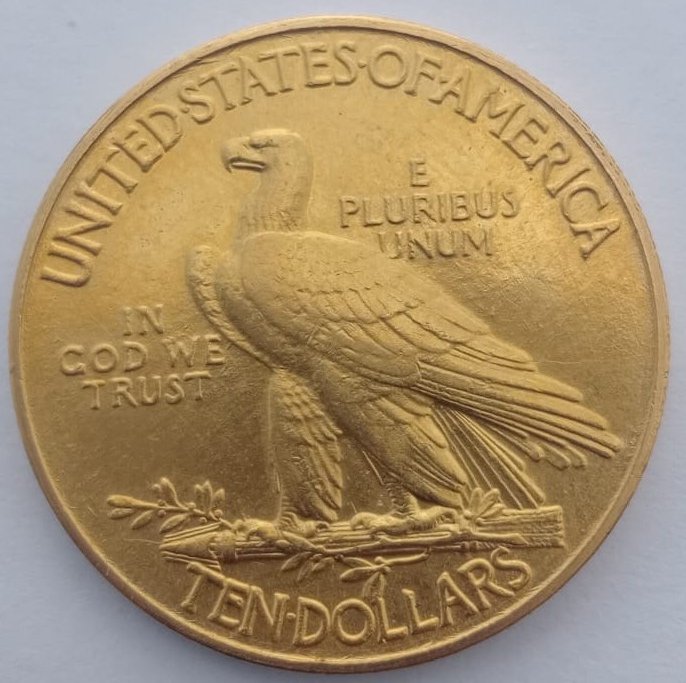 UNITED·STATES·OF·AMERICA
E
PLURIBUS
UNUM
IN
GOD WE
TRUST
TEN·DOLLARS